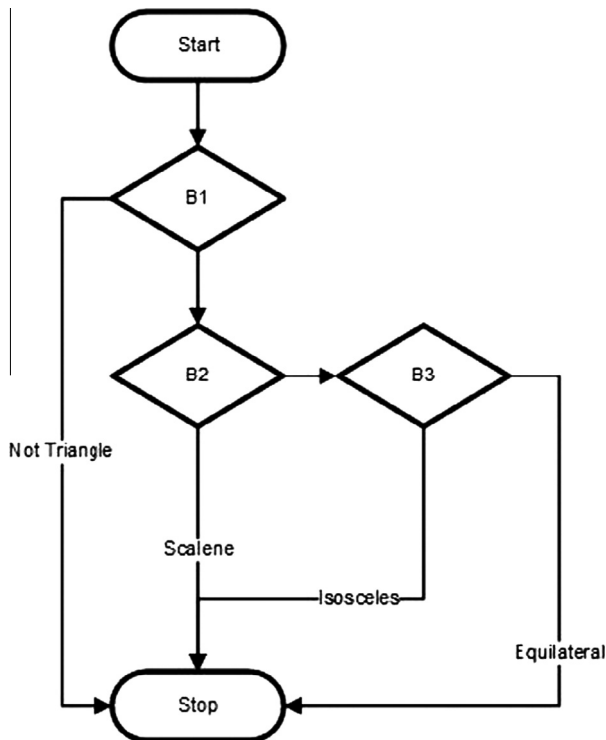 Start
B1
B2
B3
Not Triangle
Scalene
Isosceles
Equilateral
Stop